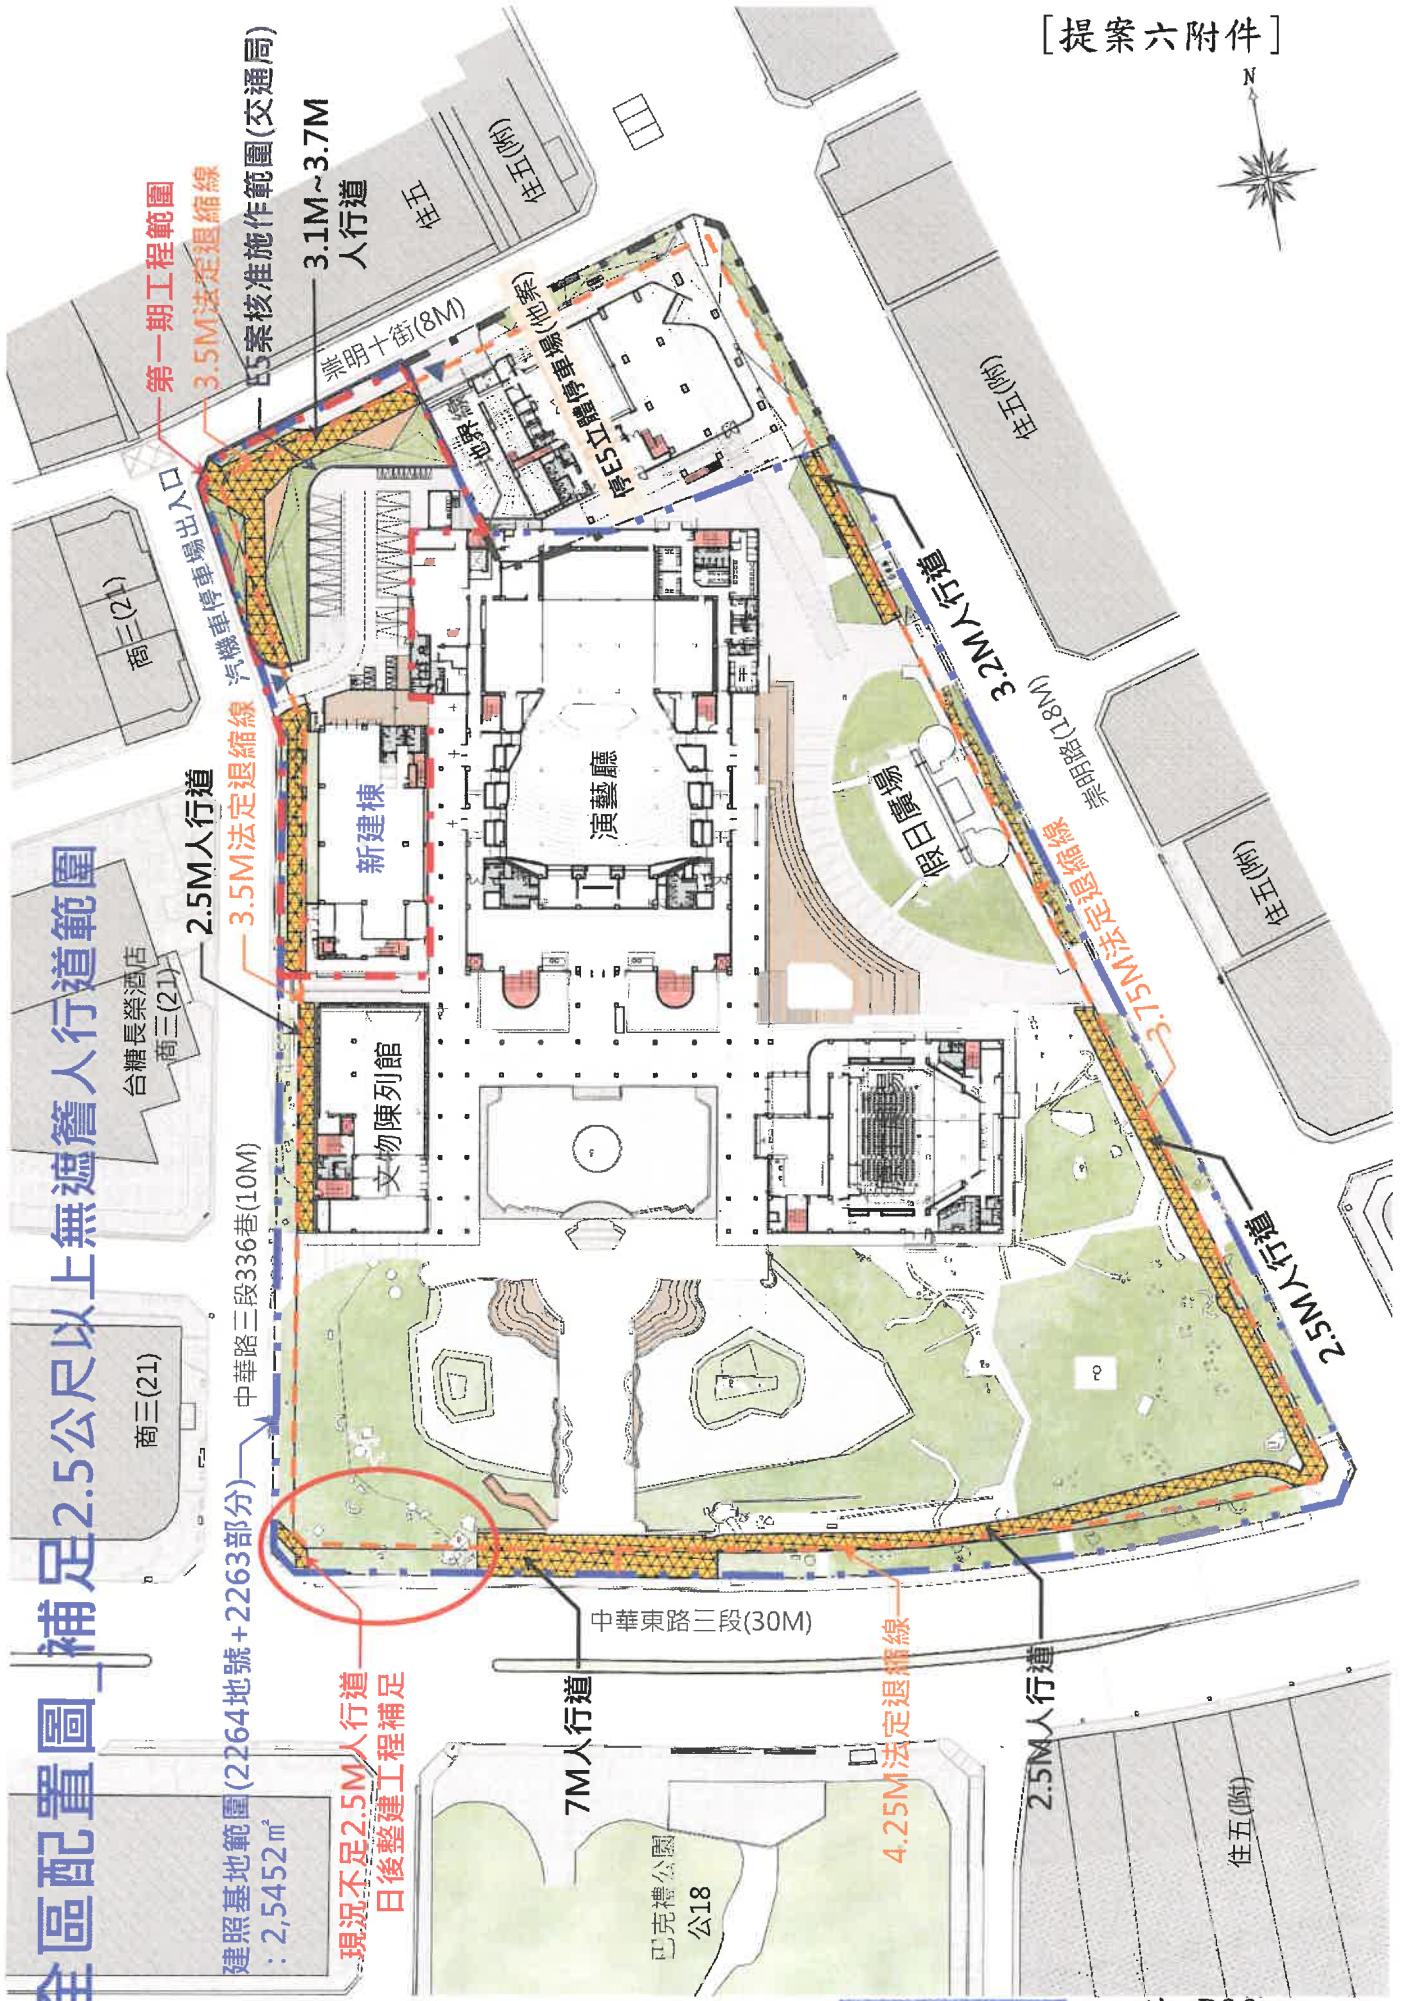 [提案六附件]
N
全區配置圖_補足2.5公尺以上無遮簷人行道範圍
建照基地範圍(2264地號+2263部分)
: 2,5452㎡
現況不足2.5M人行道
日後整建工程補足
商三(21)
台糖長榮酒店
商三(21)
商三(21)
中華路三段336巷(10M)
2.5M人行道
3.5M法定退縮線
汽機車停車場出入口
第一期工程範圍
3.5M法定退縮線
E5案核准施作範圍(交通局)
3.1M~3.7M
人行道
崇明十街(8M)
住五
住五(附)
新建棟
文物陳列館
演藝廳
停E5立體停車場(他案)
假日廣場
3.2M人行道
崇明路(18M)
3.75M法定退縮線
2.5M人行道
住五(附)
住五(附)
中華東路三段(30M)
7M人行道
4.25M法定退縮線
2.5M人行道
巴克禮公園
公18
住五(附)